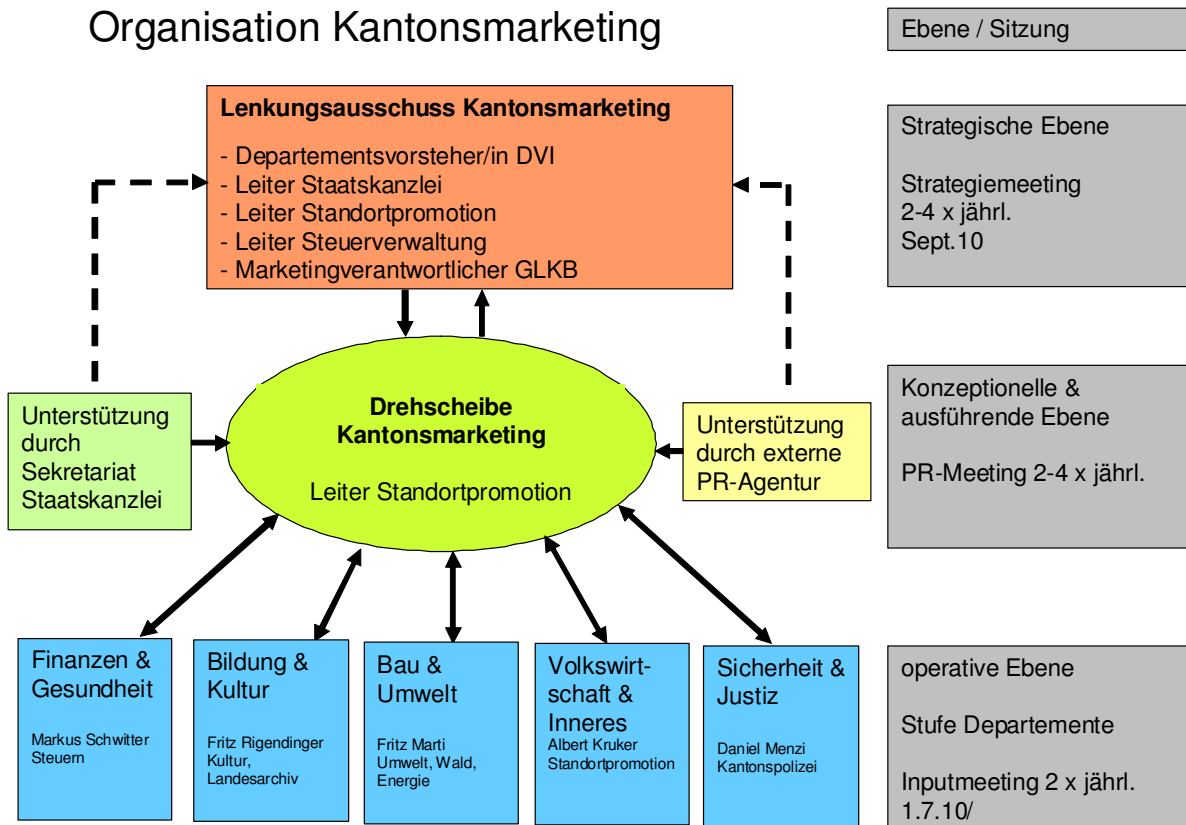 Organisation Kantonsmarketing
Ebene / Sitzung
Lenkungsausschuss Kantonsmarketing
- Departementsvorsteher/in DVI
- Leiter Staatskanzlei
- Leiter Standortpromotion
- Leiter Steuerverwaltung
- Marketingverantwortlicher GLKB
Strategische Ebene
Strategiemeeting
2-4 x jährl.
Sept.10
Unterstützung
durch
Sekretariat
Staatskanzlei
Drehscheibe
Kantonsmarketing
Leiter Standortpromotion
Unterstützung
durch externe
PR-Agentur
Konzeptionelle &
ausführende Ebene
PR-Meeting 2-4 x jährl.
Finanzen &
Gesundheit
Markus Schwitter
Steuern
Bildung &
Kultur
Fritz Rigendinger
Kultur,
Landesarchiv
Bau &
Umwelt
Fritz Marti
Umwelt, Wald,
Energie
Volkswirt-
schaft &
Inneres
Albert Kruker
Standortpromotion
Sicherheit &
Justiz
Daniel Menzi
Kantonspolizei
operative Ebene
Stufe Departemente
Inputmeeting 2 x jährl.
1.7.10/